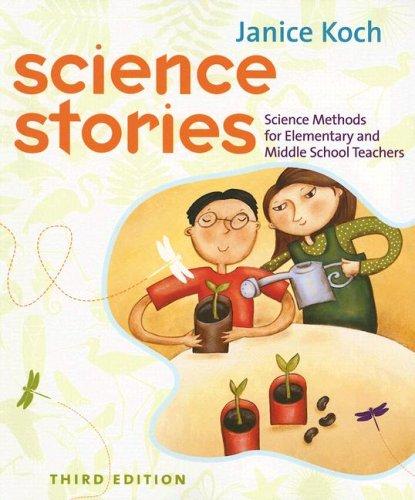 Janice Koch
science
stories
Science Methods
for Elementary and
Middle School Teachers
THIRD EDITION